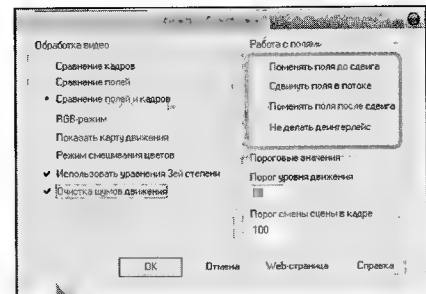 Обработка видео
Сравнение кадров
Сравнение полей
Сравнение полей и кадров
RGB-режим
Показать карту движения
Режим смешивания цветов
Использовать уравнения 3ей степени
Очистка шумов движения
Работа с полями
Поменять поля до сдвига
Сдвинуть поля в потоке
Поменять поля после сдвига
Не делать деинтерлейс
Пороговые значения
Порог уровня движения
Порог смены сцены в кадре
100
OK
Отмена
Web-страница
Справка